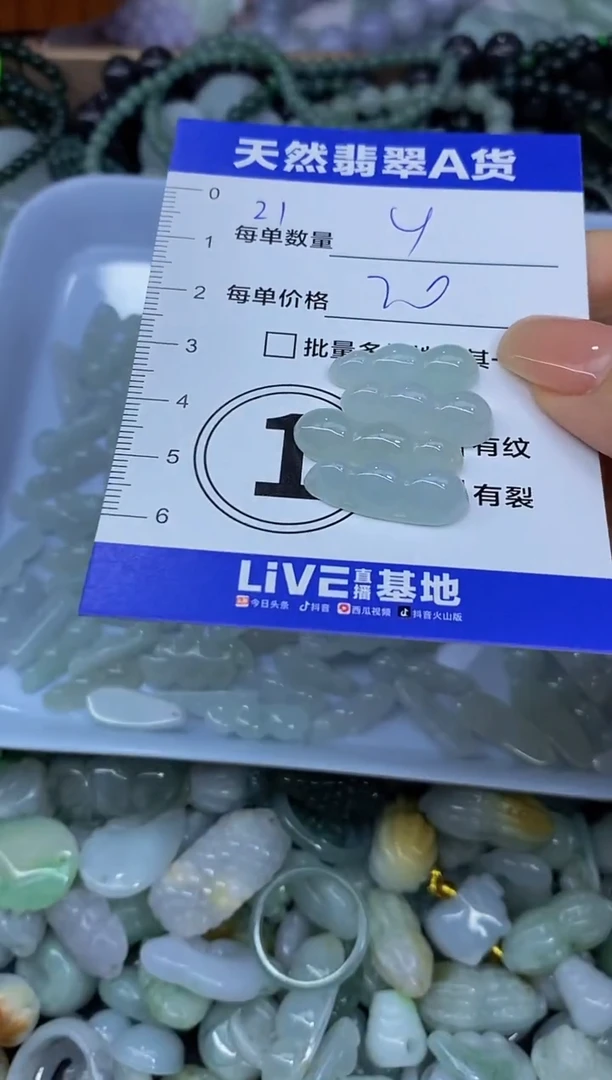 天然翡翠A货
0
21
每单数量 4
1
每单价格 20
2
批量
3
4
1
有纹
5
有裂
6
LiVE直播基地
今日头条 抖音 西瓜视频 抖音火山版